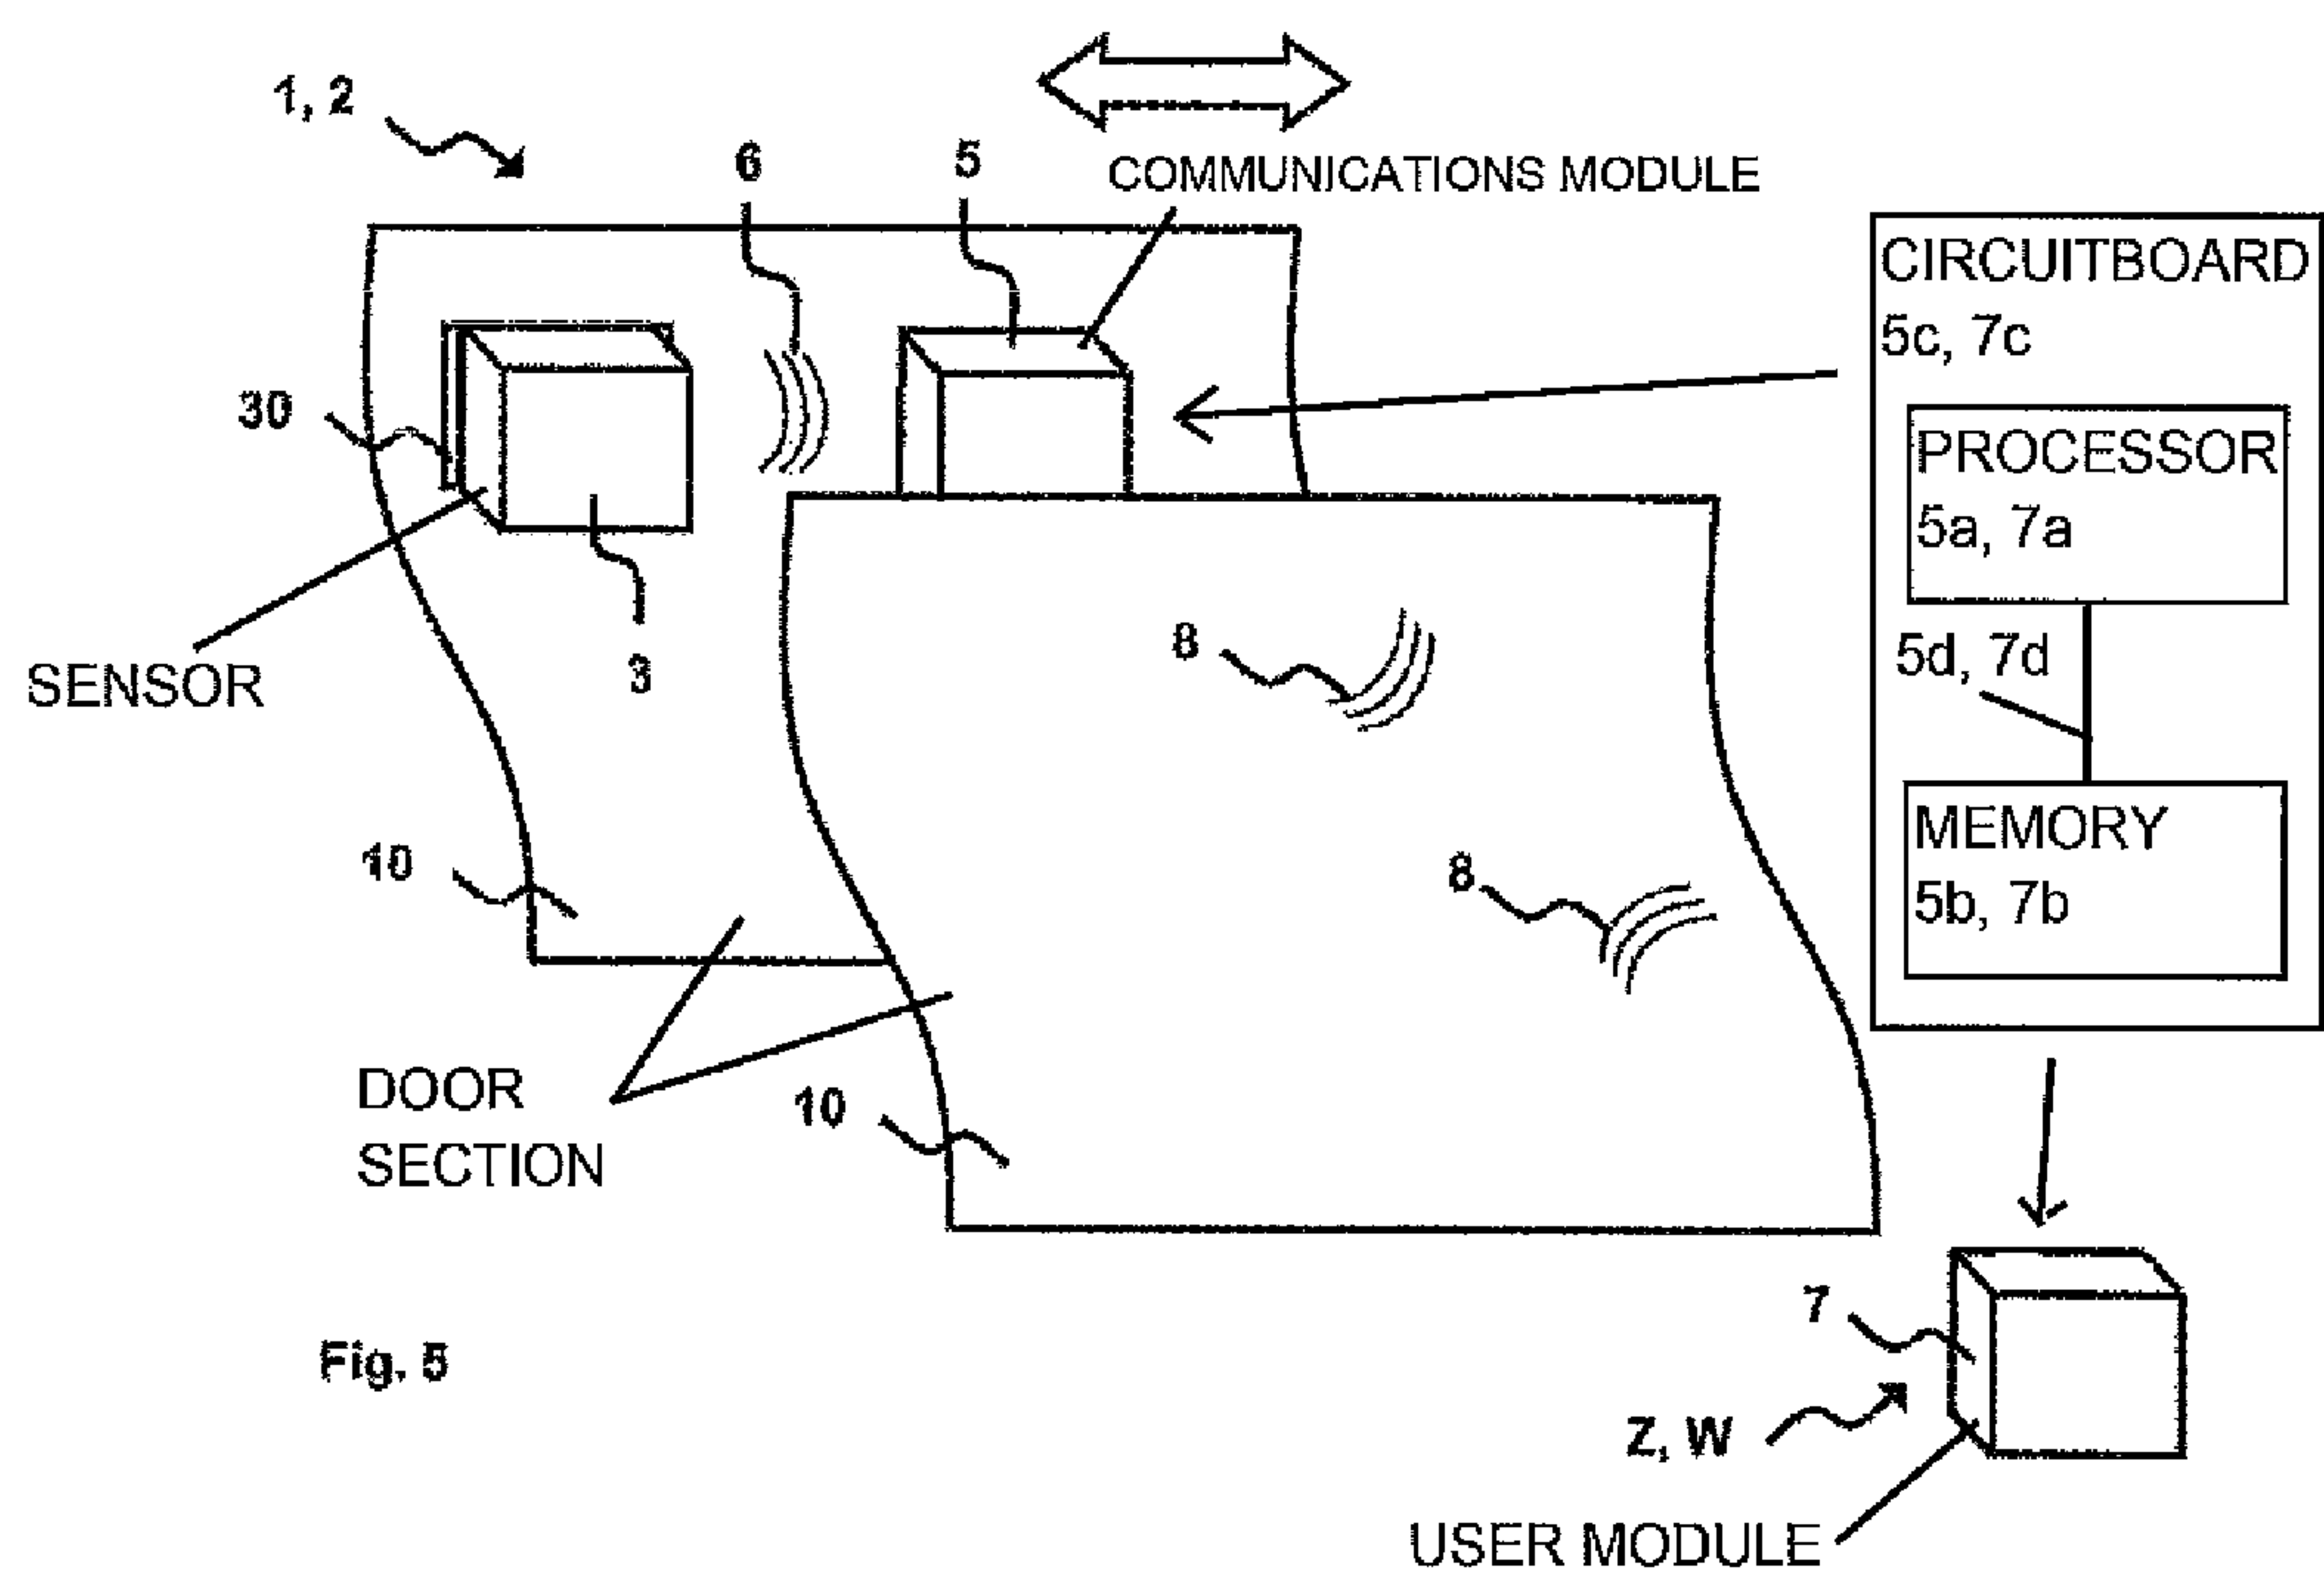 1, 2
6
5
COMMUNICATIONS MODULE
CIRCUITBOARD
5c, 7c
30
PROCESSOR
5a, 7a
SENSOR
3
8
5d, 7d
10
8
MEMORY
5b, 7b
DOOR
SECTION
10
Fig. 5
7
Z, W
USER MODULE